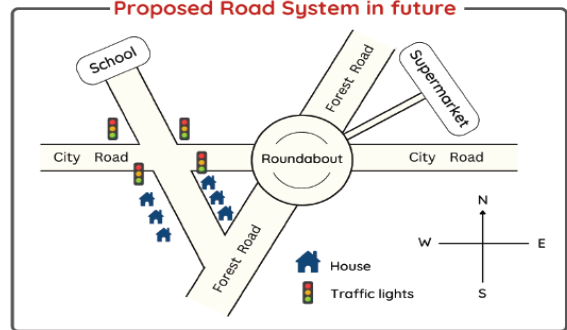 Proposed Road System in future
School
Forest Road
Supermarket
City Road
Roundabout
City Road
Forest Road
N
W
E
S
House
Traffic lights